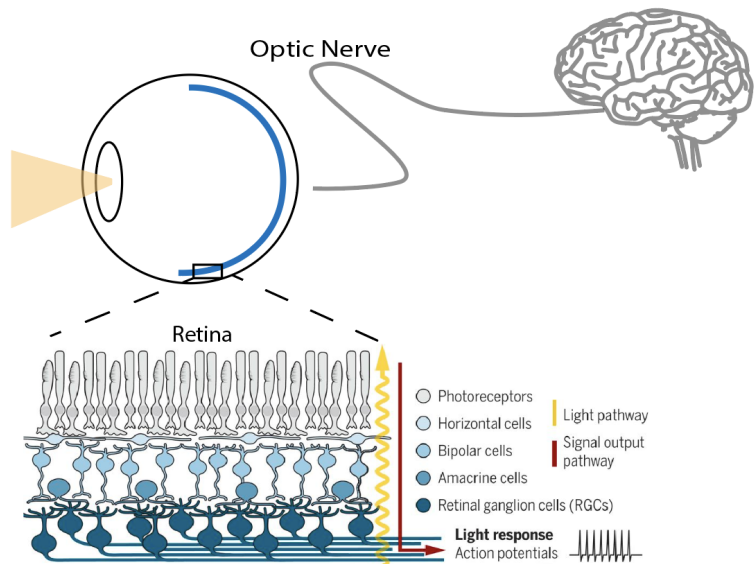 Optic Nerve
Retina
Photoreceptors
Horizontal cells
Bipolar cells
Amacrine cells
Retinal ganglion cells (RGCs)
Light pathway
Signal output
pathway
Light response
Action potentials